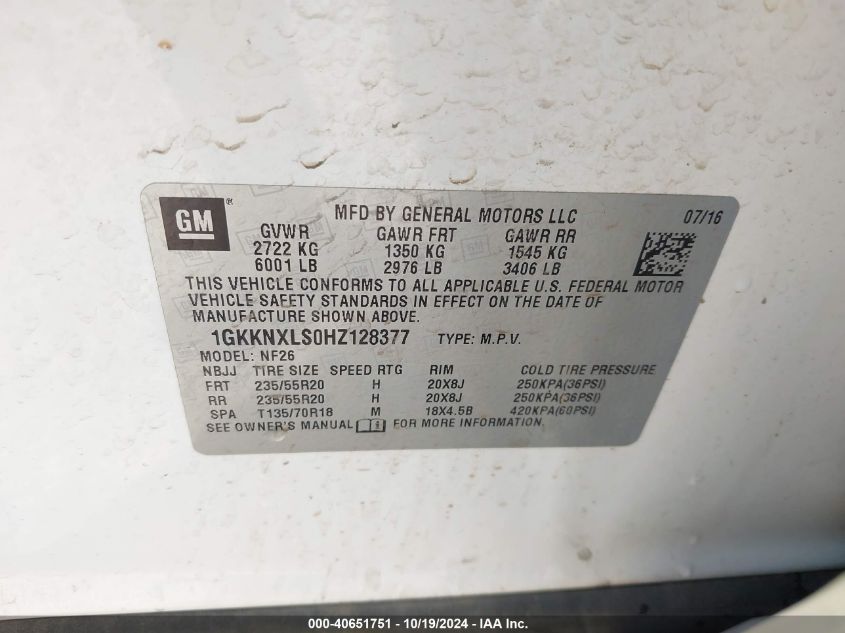 GM ® MFD BY GENERAL MOTORS LLC 07/16
GVWR GAWR FRT GAWR RR
2722 KG 1350 KG 1545 KG
6001 LB 2976 LB 3406 LB
THIS VEHICLE CONFORMS TO ALL APPLICABLE U.S. FEDERAL MOTOR
VEHICLE SAFETY STANDARDS IN EFFECT ON THE DATE OF
MANUFACTURE SHOWN ABOVE.
1GKKNXLS0HZ128377 TYPE: M.P.V.
MODEL: NF26
NBJJ TIRE SIZE SPEED RTG RIM COLD TIRE PRESSURE
FRT 235/55R20 H 20X8J 250KPA(36PSI)
RR 235/55R20 H 20X8J 250KPA(36PSI)
SPA T135/70R18 M 18X4.5B 420KPA(60PSI)
SEE OWNER'S MANUAL FOR MORE INFORMATION.
000-40651751 - 10/19/2024 - IAA Inc.